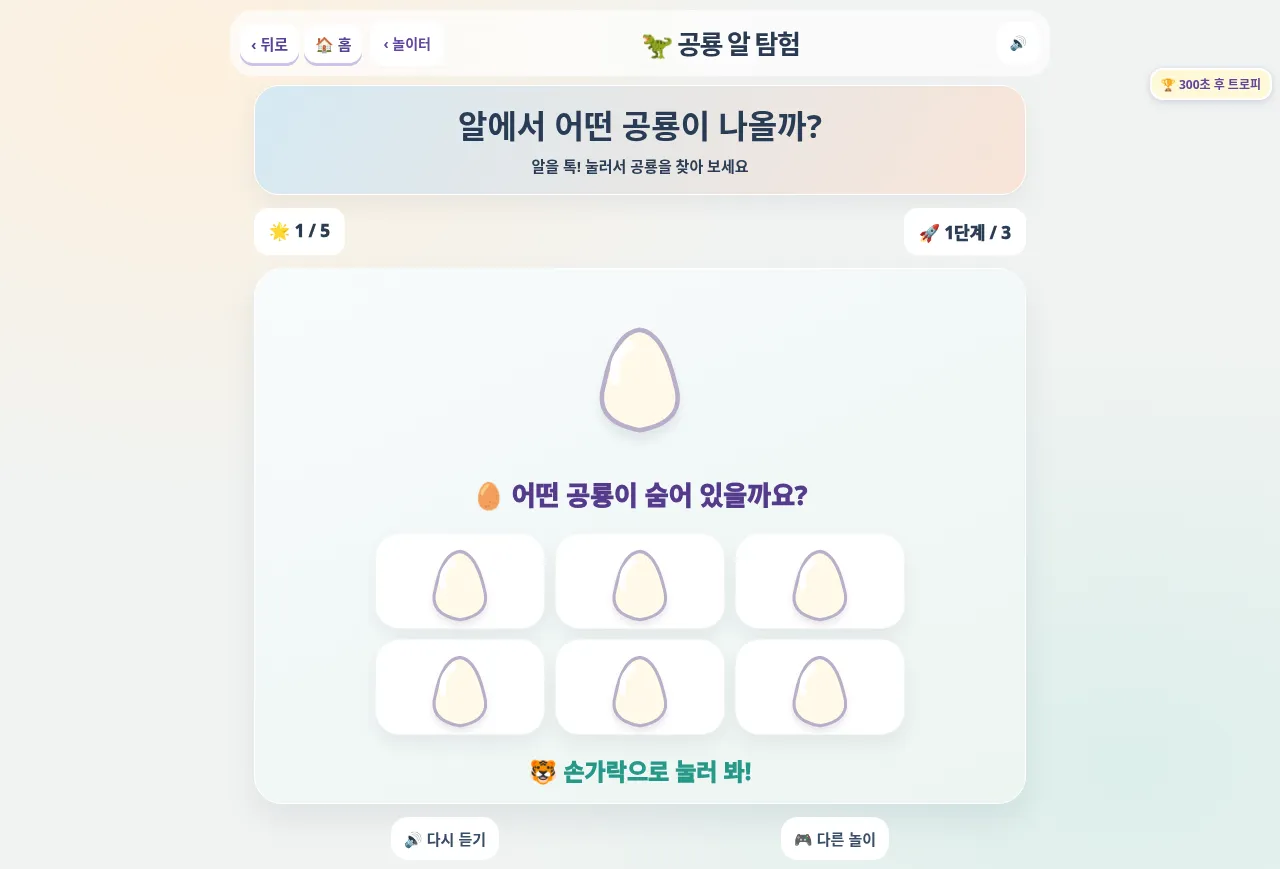 ‹ 뒤로
🏠 홈
‹ 놀이터
🦖 공룡 알 탐험
🔊
🏆 300초 후 트로피
알에서 어떤 공룡이 나올까?
알을 톡! 눌러서 공룡을 찾아 보세요
🌟 1 / 5
🚀 1단계 / 3
🥚 어떤 공룡이 숨어 있을까요?
🐯 손가락으로 눌러 봐!
🔊 다시 듣기
🎮 다른 놀이